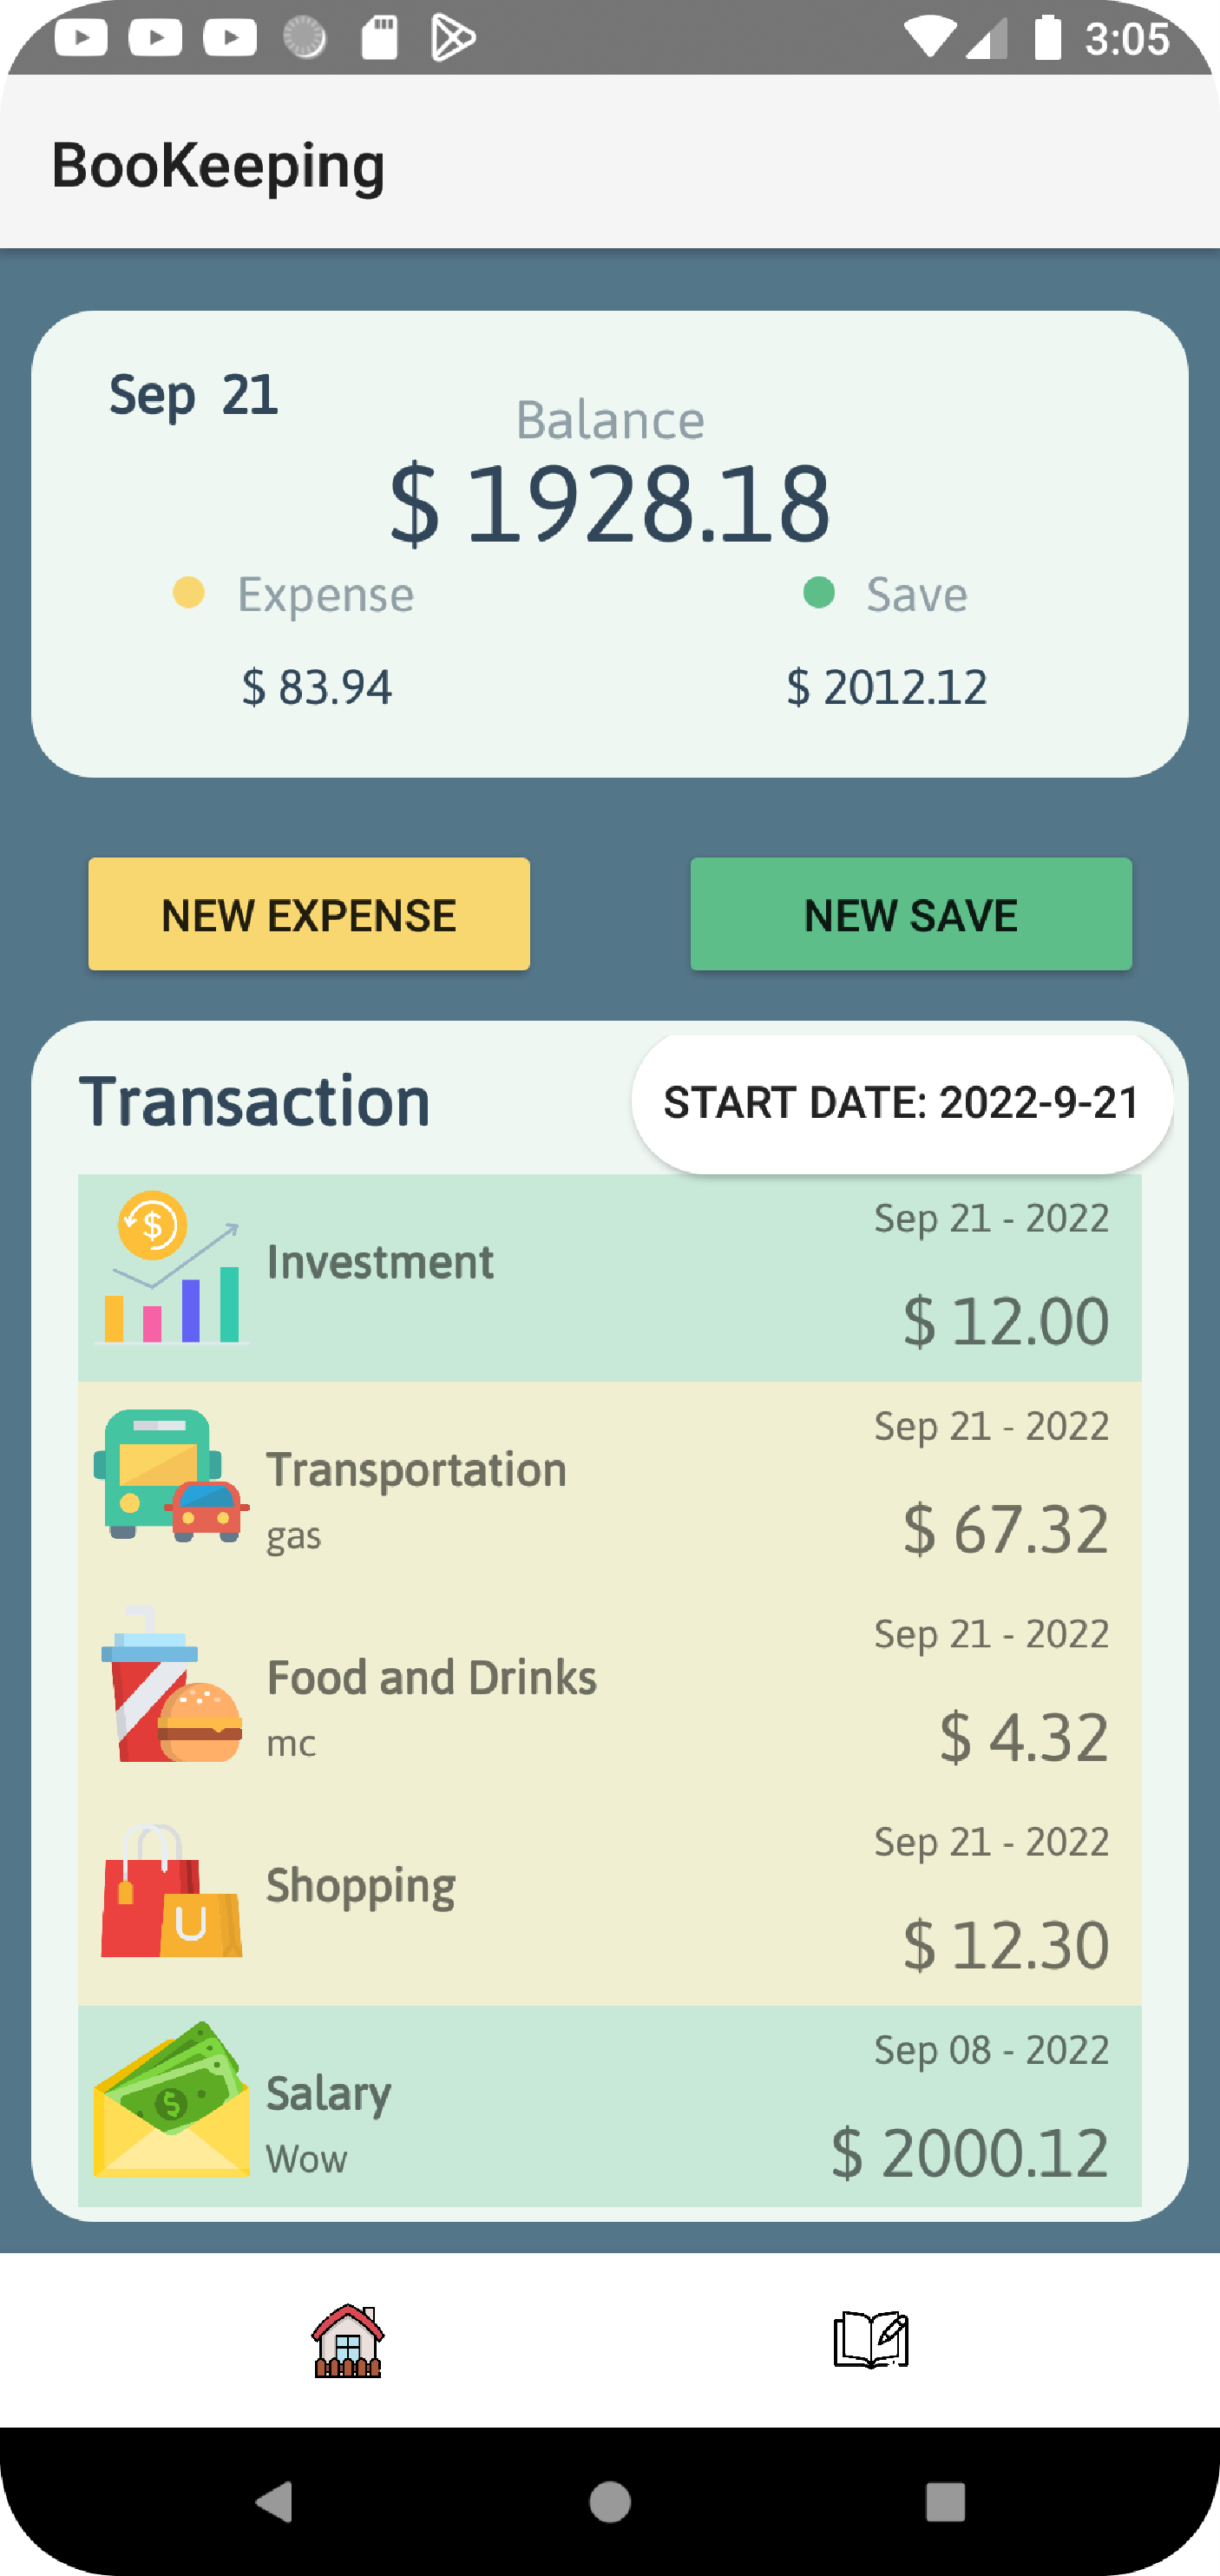 3:05
BooKeeping
Sep 21
Balance
$ 1928.18
Expense
Save
$ 83.94
$ 2012.12
NEW EXPENSE
NEW SAVE
Transaction
START DATE: 2022-9-21
Sep 21 - 2022
Investment
$ 12.00
Sep 21 - 2022
Transportation
gas
$ 67.32
Sep 21 - 2022
Food and Drinks
mc
$ 4.32
Sep 21 - 2022
Shopping
$ 12.30
Sep 08 - 2022
Salary
Wow
$ 2000.12